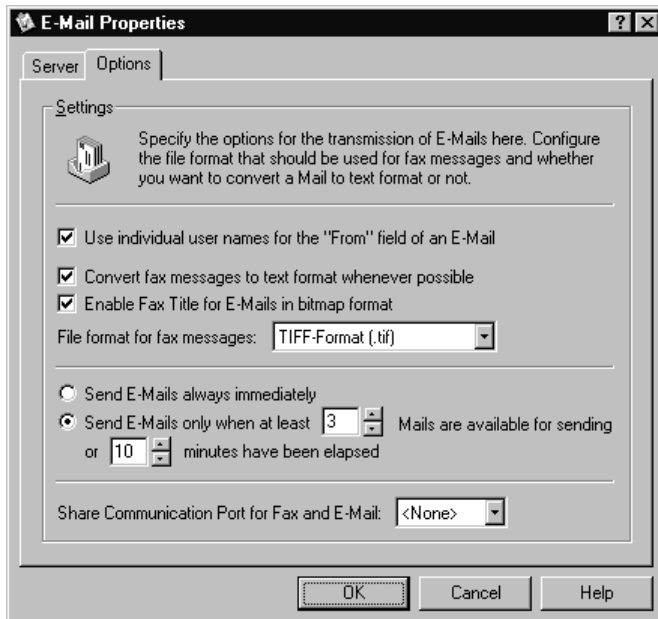 E-Mail Properties
Server
Options
Settings
Specify the options for the transmission of E-Mails here. Configure
the file format that should be used for fax messages and whether
you want to convert a Mail to text format or not.
Use individual user names for the "From" field of an E-Mail
Convert fax messages to text format whenever possible
Enable Fax Title for E-Mails in bitmap format
File format for fax messages: TIFF-Format (.tif)
Send E-Mails always immediately
Send E-Mails only when at least 3 Mails are available for sending
or 10 minutes have been elapsed
Share Communication Port for Fax and E-Mail: <None>
OK Cancel Help